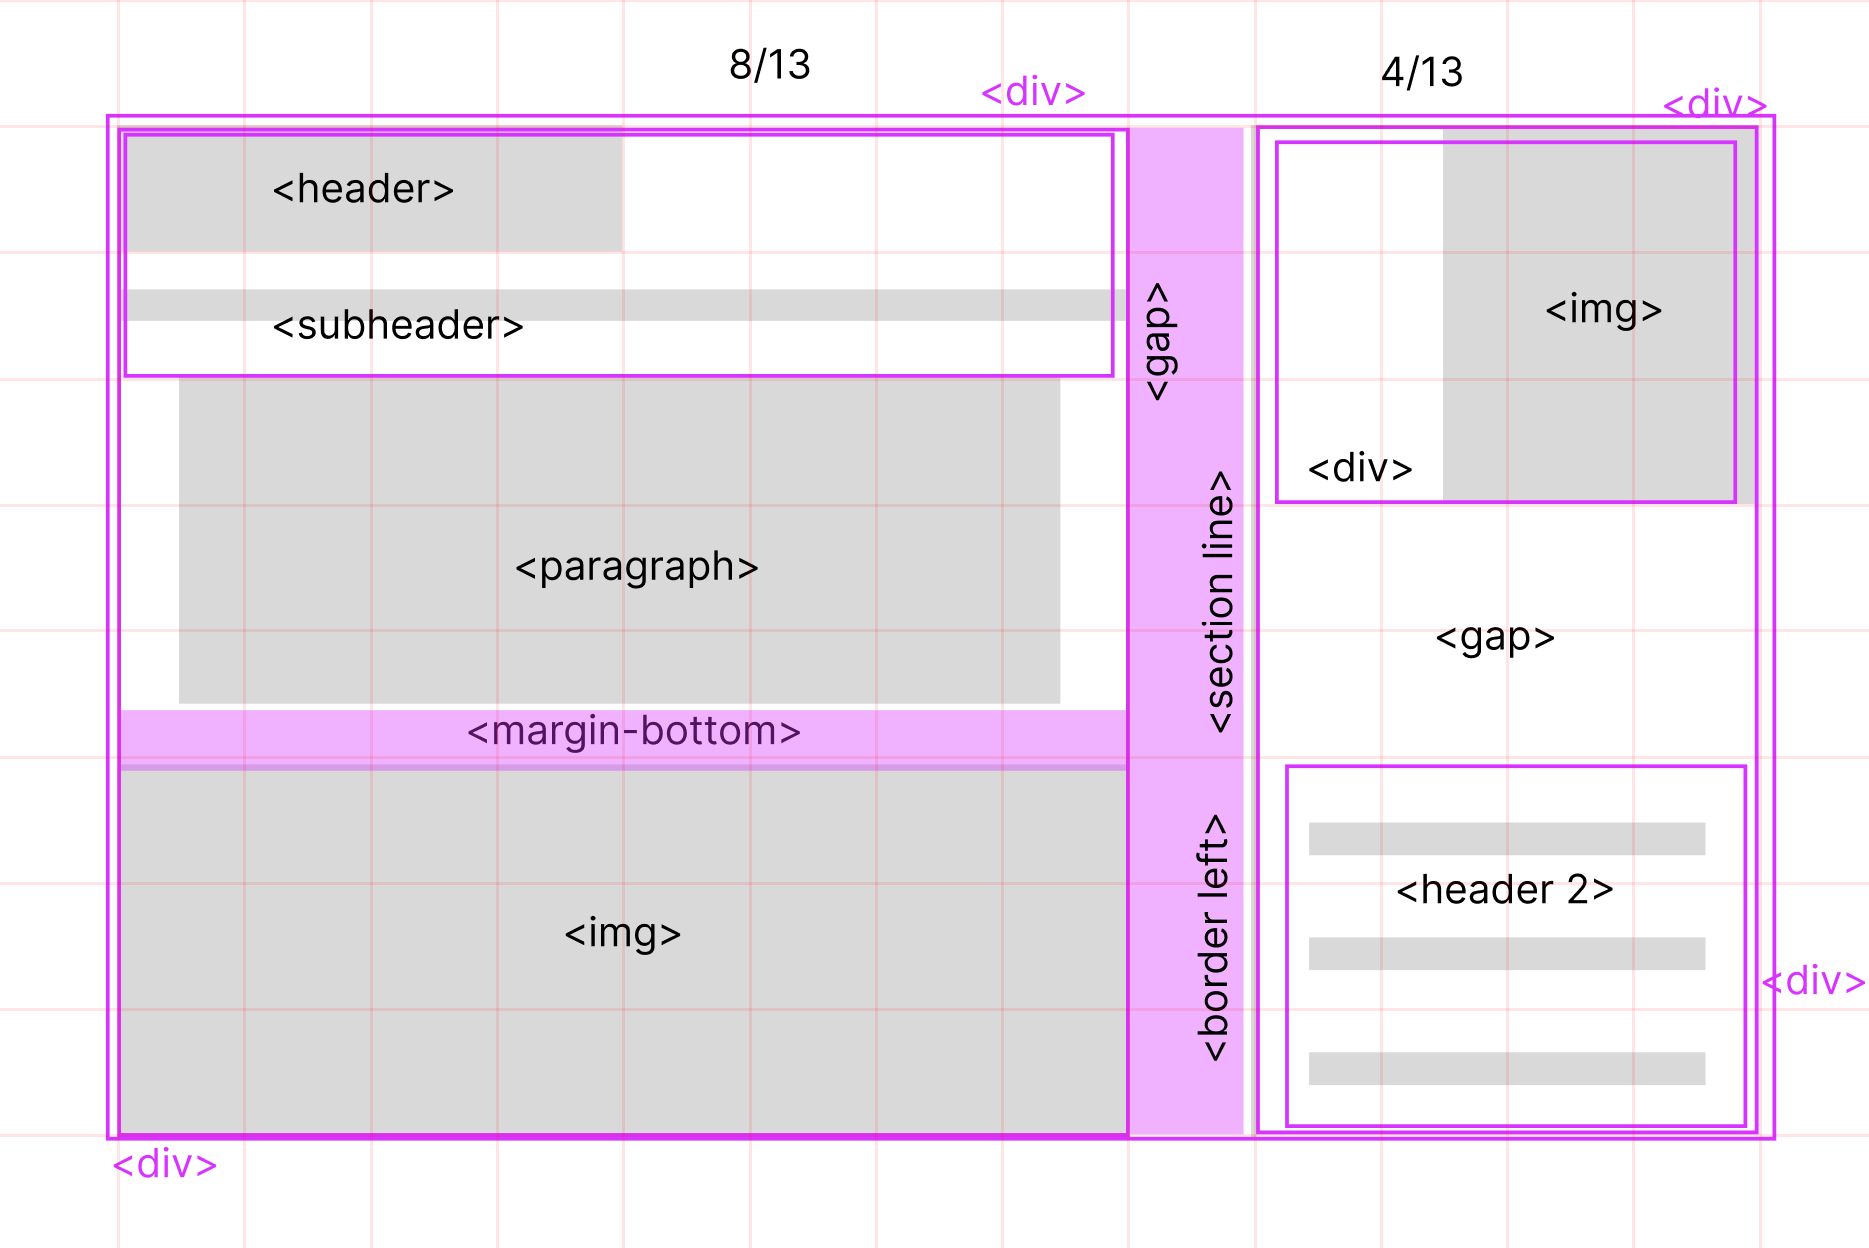 8/13
4/13
<div>
<div>
<header>
<subheader>
<gap>
<img>
<div>
<paragraph>
<section line>
<gap>
<margin-bottom>
<border left>
<header 2>
<img>
<div>
<div>